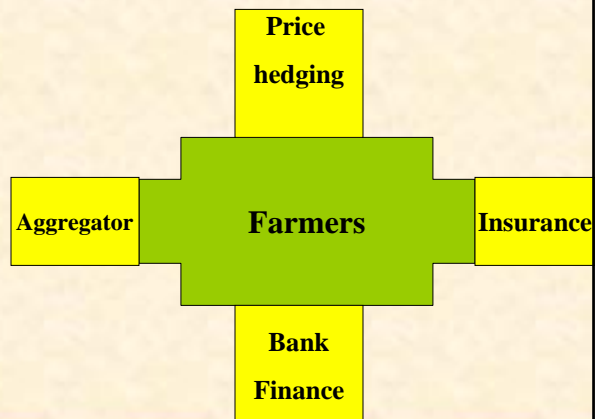 Price
hedging
Aggregator
Farmers
Insurance
Bank
Finance